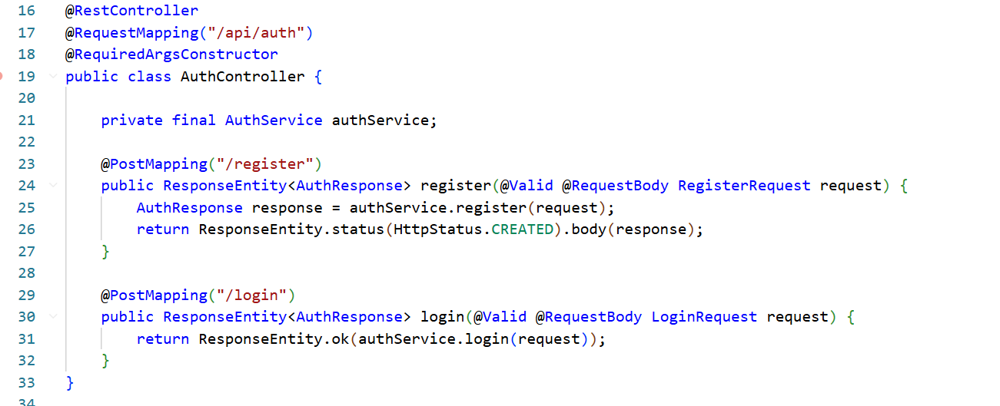 16 @RestController
17 @RequestMapping("/api/auth")
18 @RequiredArgsConstructor
19 public class AuthController {
20
21     private final AuthService authService;
22
23     @PostMapping("/register")
24     public ResponseEntity<AuthResponse> register(@Valid @RequestBody RegisterRequest request) {
25         AuthResponse response = authService.register(request);
26         return ResponseEntity.status(HttpStatus.CREATED).body(response);
27     }
28
29     @PostMapping("/login")
30     public ResponseEntity<AuthResponse> login(@Valid @RequestBody LoginRequest request) {
31         return ResponseEntity.ok(authService.login(request));
32     }
33 }
34